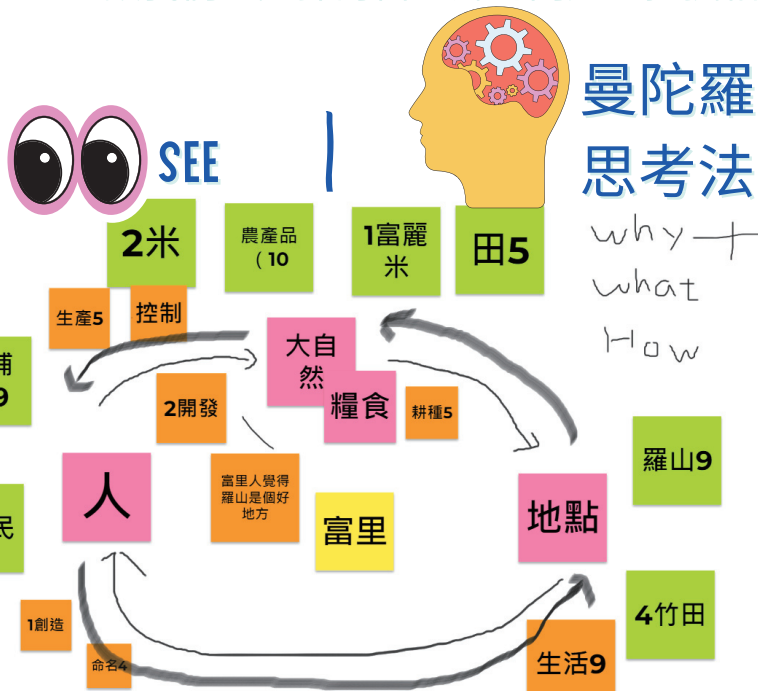 SEE
曼陀羅
思考法
why
what
How
2米
農產品
(10
1富麗
米
田5
生產5
控制
大自
然
糧食
耕種5
2開發
9
羅山9
人
富里人覺得
羅山是個好
地方
富里
地點
民
1創造
命名4
4竹田
生活9